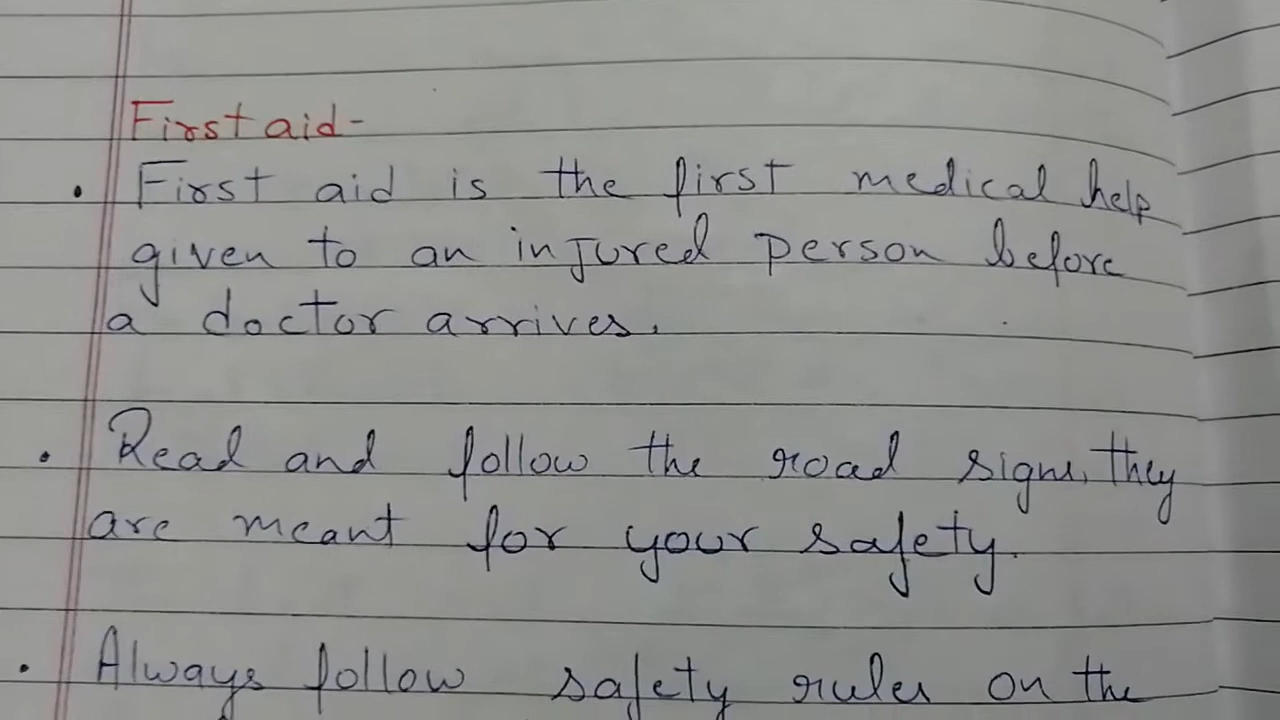 First aid-
• First aid is the first medical help
given to an injured person before
a doctor arrives.
• Read and follow the road signs, they
are meant for your safety.
• Always follow safety rules on the